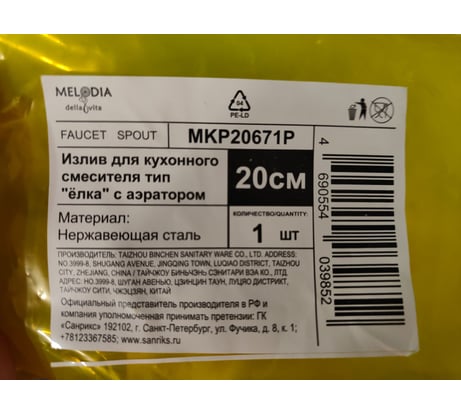 MELODIA
della vita
04
PE-LD
FAUCET SPOUT
MKP20671P
Излив для кухонного
смесителя тип
"ёлка" с аэратором
20см
Материал:
Нержавеющая сталь
КОЛИЧЕСТВО/QUANTITY:
1 шт
ПРОИЗВОДИТЕЛЬ: TAIZHOU BINCHEN SANITARY WARE CO., LTD. ADDRESS:
NO.3999-8, SHUGANG AVENUE, JINGQING TOWN, LUQIAO DISTRICT, TAIZHOU
CITY, ZHEJIANG, CHINA / ТАЙЧЖОУ БИНЬЧЭНЬ СЭНИТАРИ ВЭА КО., ЛТД.
АДРЕС: НО.3999-8, ШУГАН АВЕНЮ, ЦЗИНЦИН ТАУН, ЛУЦЯО ДИСТРИКТ,
ТАЙЧЖОУ СИТИ, ЧЖЭЦЗЯН, КИТАЙ
Официальный представитель производителя в РФ и
компания уполномоченная принимать претензии: ГК
«Санрикс» 192102, г. Санкт-Петербург, ул. Фучика, д. 8, к. 1;
+78123367585; www.sanriks.ru
4 690554 039852